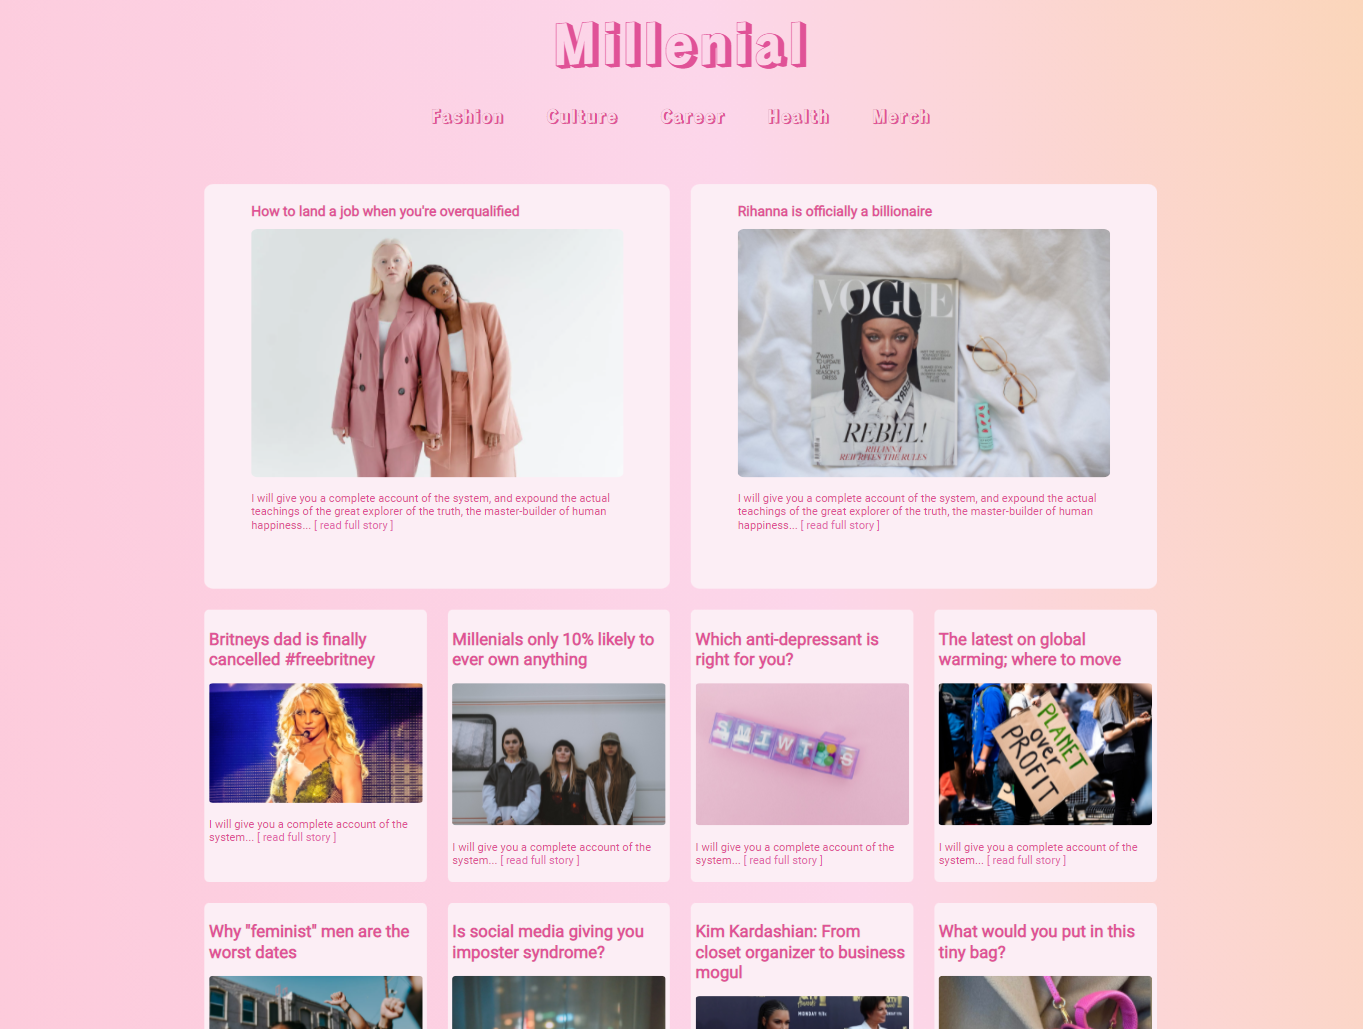 Millenial
Fashion Culture Career Health Merch
How to land a job when you're overqualified
I will give you a complete account of the system, and expound the actual
teachings of the great explorer of the truth, the master-builder of human
happiness... [ read full story ]
Rihanna is officially a billionaire
VOGUE
REBEL!
RIHANNA
REWRITES THE RULES
I will give you a complete account of the system, and expound the actual
teachings of the great explorer of the truth, the master-builder of human
happiness... [ read full story ]
Britneys dad is finally
cancelled #freebritney
I will give you a complete account of the
system... [ read full story ]
Millenials only 10% likely to
ever own anything
I will give you a complete account of the
system... [ read full story ]
Which anti-depressant is
right for you?
S M T W T F S
I will give you a complete account of the
system... [ read full story ]
The latest on global
warming; where to move
PLANET
over
PROFIT
I will give you a complete account of the
system... [ read full story ]
Why "feminist" men are the
worst dates
Is social media giving you
imposter syndrome?
Kim Kardashian: From
closet organizer to business
mogul
MONDAY
What would you put in this
tiny bag?